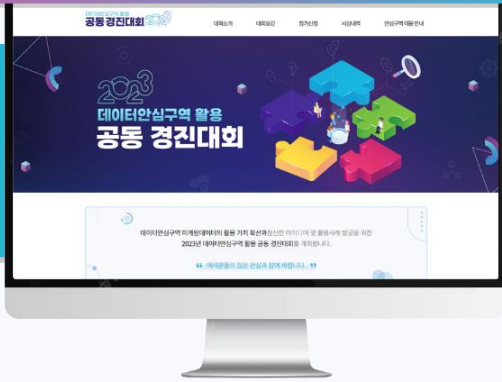 데이터안심구역 활용
공동경진대회 2023
대회소개 대회요강 참가신청 시상내역 안심구역 이용 안내
2023
데이터안심구역 활용
공동 경진대회
데이터안심구역 미개방데이터의 활용 가치 확산과 참신한 아이디어 및 활용사례 발굴을 위한
2023년 데이터안심구역 활용 공동 경진대회를 개최합니다.
여러분들의 많은 관심과 참여 바랍니다.